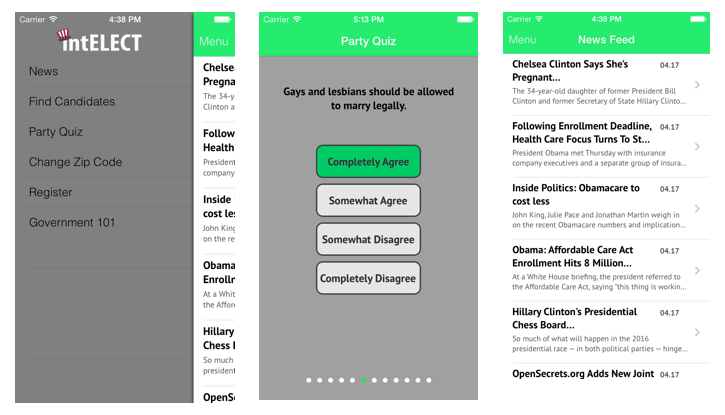 Carrier 4:38 PM
intELECT
News
Find Candidates
Party Quiz
Change Zip Code
Register
Government 101
Menu
Chelse
Pregna
The 34-y
Clinton a
Follow
Health
President
company
Inside
cost les
John King
on the re
Obama
Enrollm
At a Whit
the Affor
Hillary
Chess B
So much
president
OpenSe
Carrier 5:13 PM
Party Quiz
Gays and lesbians should be allowed
to marry legally.
Completely Agree
Somewhat Agree
Somewhat Disagree
Completely Disagree
Carrier 4:38 PM
Menu News Feed
Chelsea Clinton Says She's 04.17
Pregnant...
The 34-year-old daughter of former President Bill
Clinton and former Secretary of State Hillary Clinto...
Following Enrollment Deadline, 04.17
Health Care Focus Turns To St...
President Obama met Thursday with insurance
company executives and a separate group of insura...
Inside Politics: Obamacare to 04.17
cost less
John King, Julie Pace and Jonathan Martin weigh in
on the recent Obamacare numbers and implication...
Obama: Affordable Care Act 04.17
Enrollment Hits 8 Million...
At a White House briefing, the president referred to
the Affordable Care Act, saying "this thing is workin...
Hillary Clinton's Presidential 04.17
Chess Board...
So much of what will happen in the 2016
presidential race — in both political parties — hinge...
OpenSecrets.org Adds New Joint 04.17